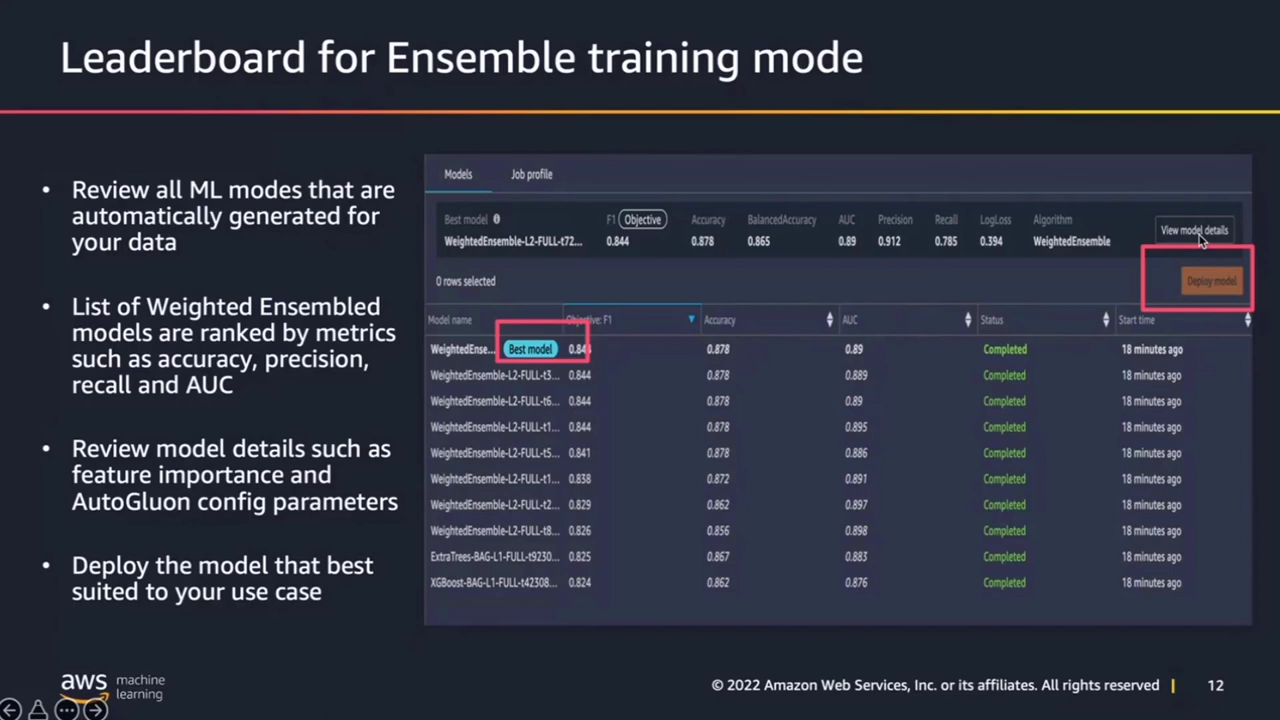 Leaderboard for Ensemble training mode
• Review all ML modes that are
automatically generated for
your data
• List of Weighted Ensembled
models are ranked by metrics
such as accuracy, precision,
recall and AUC
• Review model details such as
feature importance and
AutoGluon config parameters
• Deploy the model that best
suited to your use case
Models Job profile
Best model F1 Objective Accuracy BalancedAccuracy AUC Precision Recall LogLoss Algorithm
WeightedEnsemble-L2-FULL-t72... 0.844 0.878 0.865 0.89 0.912 0.785 0.394 WeightedEnsemble
View model details
0 rows selected
Deploy model
Model name Objective: F1 Accuracy AUC Status Start time
WeightedEnse... Best model 0.844 0.878 0.89 Completed 18 minutes ago
WeightedEnsemble-L2-FULL-t3... 0.844 0.878 0.889 Completed 18 minutes ago
WeightedEnsemble-L2-FULL-t6... 0.844 0.878 0.89 Completed 18 minutes ago
WeightedEnsemble-L2-FULL-t1... 0.844 0.878 0.895 Completed 18 minutes ago
WeightedEnsemble-L2-FULL-t5... 0.841 0.878 0.886 Completed 18 minutes ago
WeightedEnsemble-L2-FULL-t1... 0.838 0.872 0.891 Completed 18 minutes ago
WeightedEnsemble-L2-FULL-t2... 0.829 0.862 0.897 Completed 18 minutes ago
WeightedEnsemble-L2-FULL-t8... 0.826 0.856 0.898 Completed 18 minutes ago
ExtraTrees-BAG-L1-FULL-t9230... 0.825 0.867 0.883 Completed 18 minutes ago
XGBoost-BAG-L1-FULL-t42308... 0.824 0.862 0.876 Completed 18 minutes ago
aws machine
learning
© 2022 Amazon Web Services, Inc. or its affiliates. All rights reserved | 12